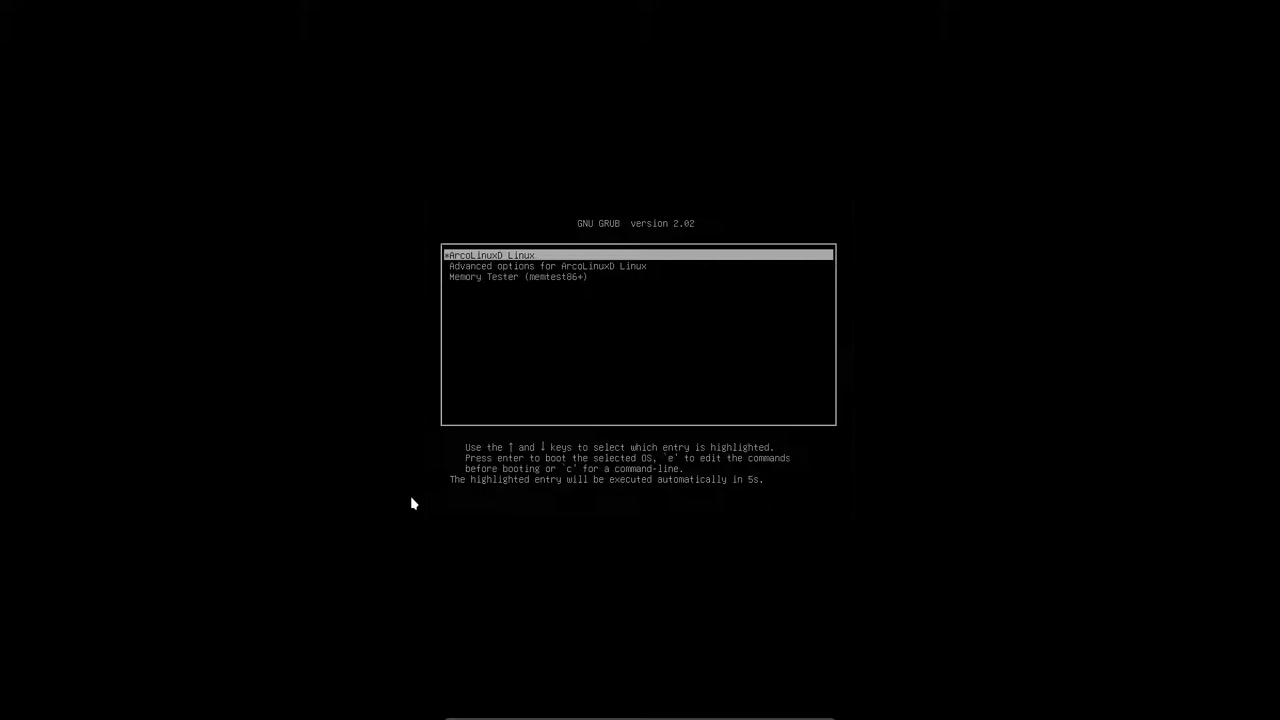 GNU GRUB  version 2.02
*ArcoLinuxD Linux
Advanced options for ArcoLinuxD Linux
Memory Tester (memtest86+)
Use the ↑ and ↓ keys to select which entry is highlighted.
Press enter to boot the selected OS, `e' to edit the commands
before booting or `c' for a command-line.
The highlighted entry will be executed automatically in 5s.